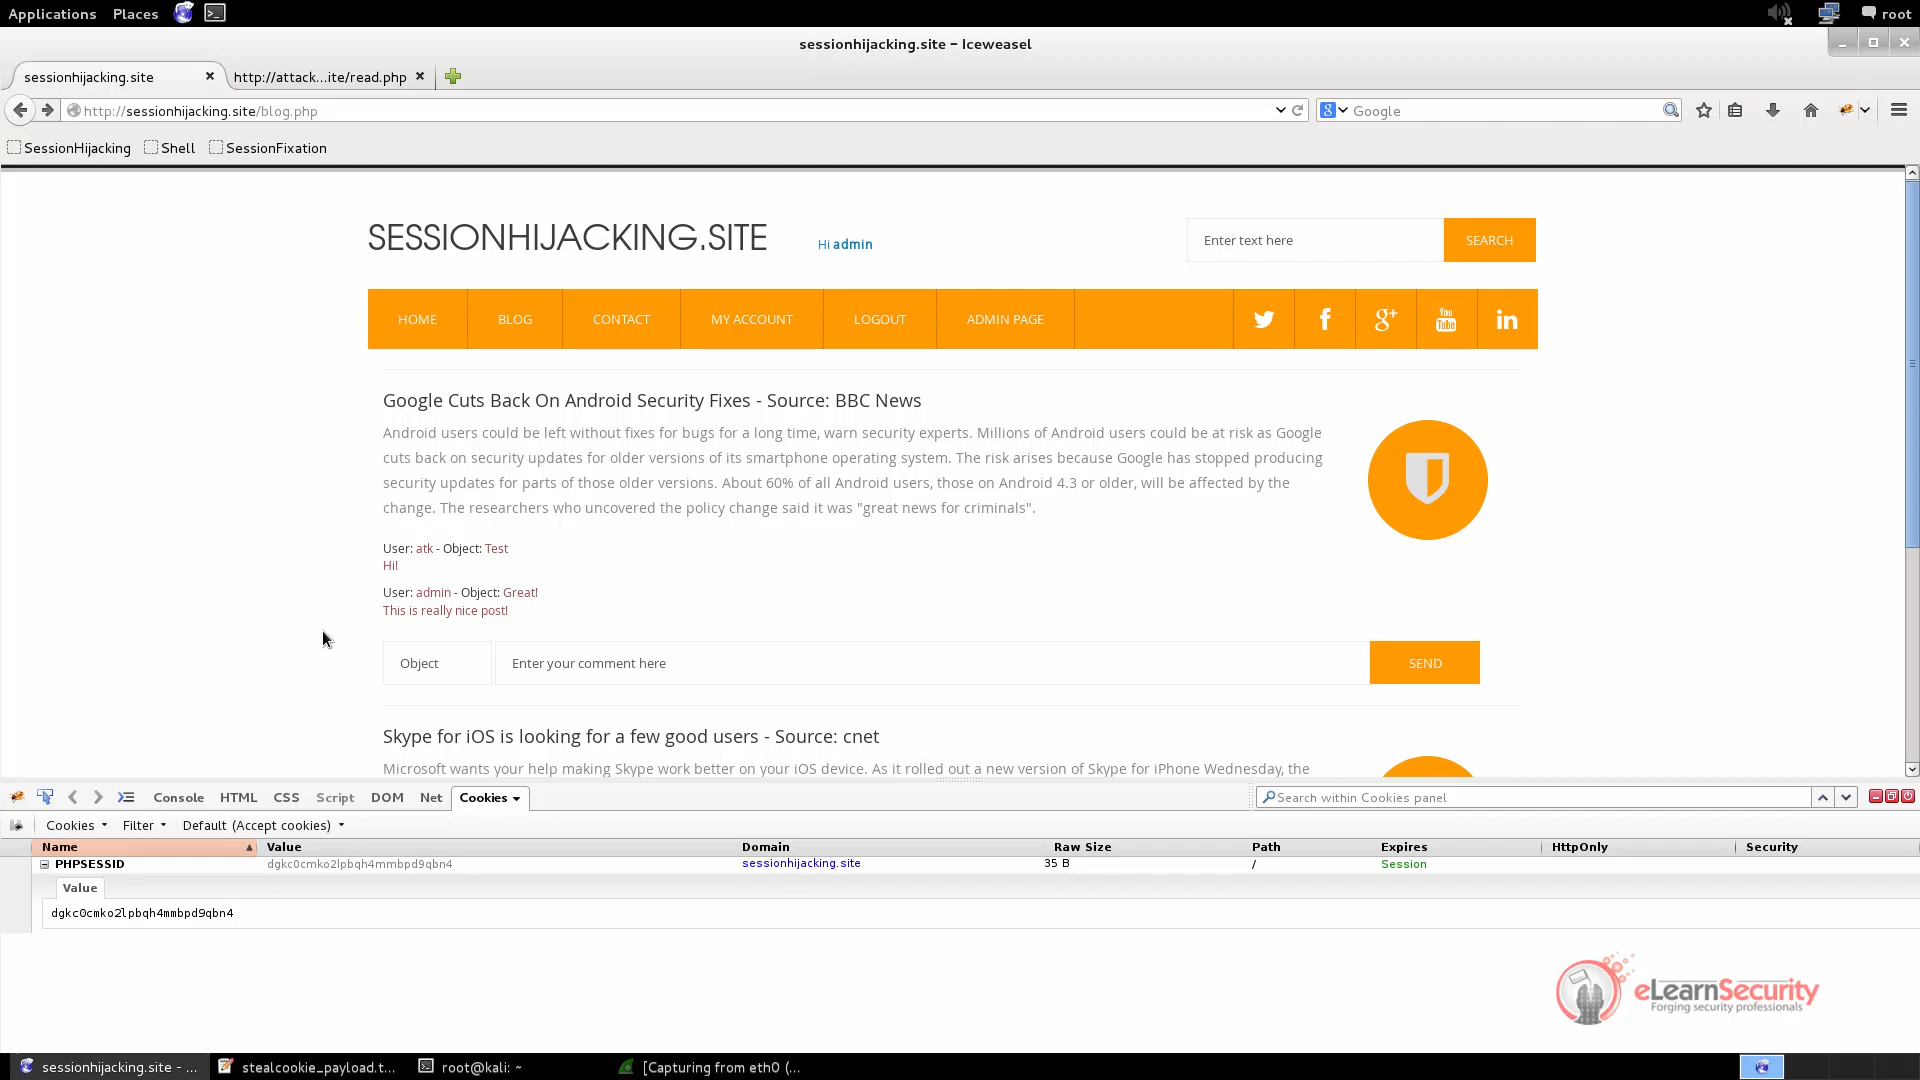 Applications Places root
sessionhijacking.site - Iceweasel
sessionhijacking.site http://attack...ite/read.php
http://sessionhijacking.site/blog.php Google
SessionHijacking Shell SessionFixation
SESSIONHIJACKING.SITE Hi admin Enter text here SEARCH
HOME BLOG CONTACT MY ACCOUNT LOGOUT ADMIN PAGE You Tube
Google Cuts Back On Android Security Fixes - Source: BBC News
Android users could be left without fixes for bugs for a long time, warn security experts. Millions of Android users could be at risk as Google
cuts back on security updates for older versions of its smartphone operating system. The risk arises because Google has stopped producing
security updates for parts of those older versions. About 60% of all Android users, those on Android 4.3 or older, will be affected by the
change. The researchers who uncovered the policy change said it was "great news for criminals".
User: atk - Object: Test
Hi!
User: admin - Object: Great!
This is really nice post!
Object Enter your comment here SEND
Skype for iOS is looking for a few good users - Source: cnet
Microsoft wants your help making Skype work better on your iOS device. As it rolled out a new version of Skype for iPhone Wednesday, the
Console HTML CSS Script DOM Net Cookies Search within Cookies panel
Cookies Filter Default (Accept cookies)
Name Value Domain Raw Size Path Expires HttpOnly Security
PHPSESSID dgkc0cmko2lpbqh4mmbpd9qbn4 sessionhijacking.site 35 B / Session
Value
dgkc0cmko2lpbqh4mmbpd9qbn4
eLearnSecurity
Forging security professionals
sessionhijacking.site - ... stealcookie_payload.t... root@kali: ~ [Capturing from eth0 (...